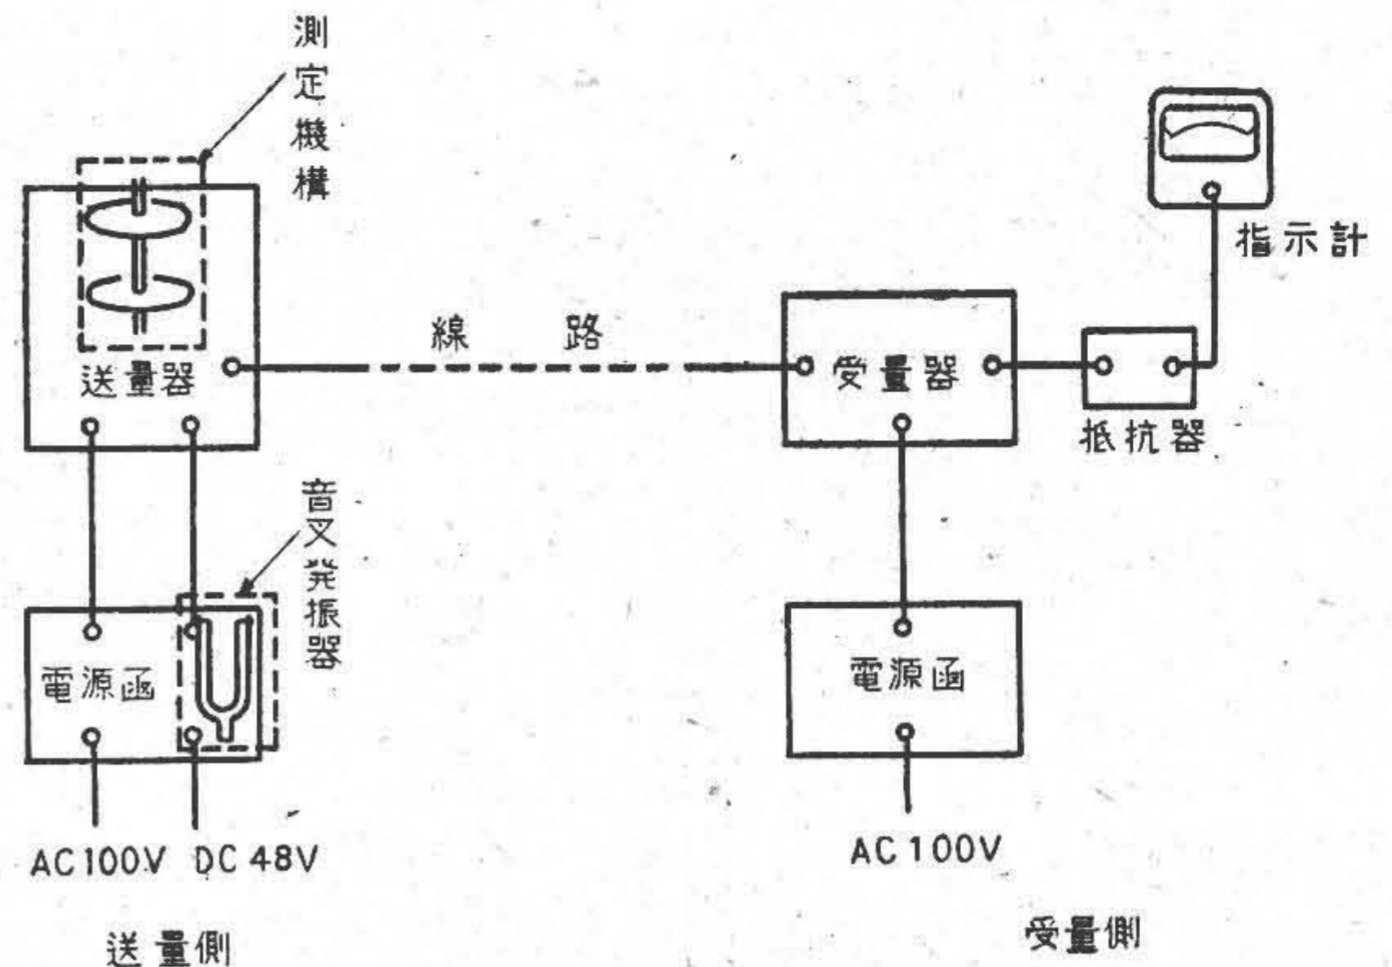 測定機構
指示計
線路
送量器
受量器
抵抗器
音叉発振器
電源函
電源函
AC100V DC48V
AC100V
送量側
受量側